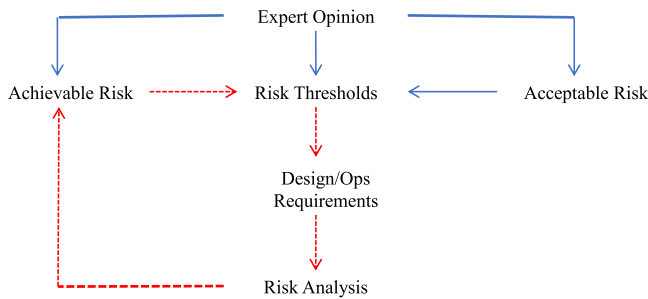 Expert Opinion
Achievable Risk
Risk Thresholds
Acceptable Risk
Design/Ops
Requirements
Risk Analysis